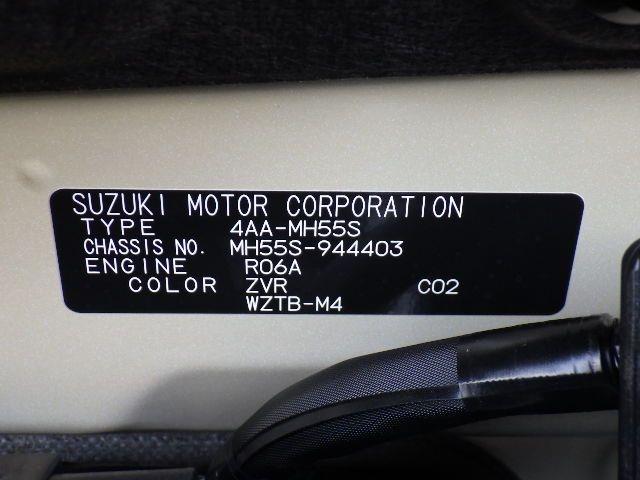 SUZUKI MOTOR CORPORATION
TYPE 4AA-MH55S
CHASSIS NO. MH55S-944403
ENGINE R06A
COLOR ZVR C02
WZTB-M4